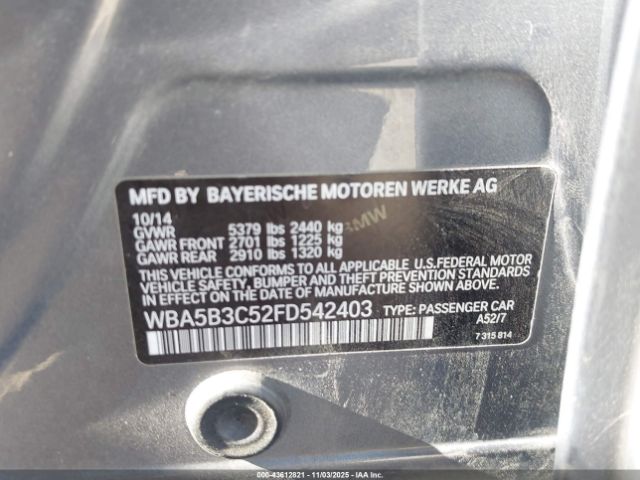 MFD BY BAYERISCHE MOTOREN WERKE AG
10/14
GVWR 5379 lbs 2440 kg
GAWR FRONT 2701 lbs 1225 kg
GAWR REAR 2910 lbs 1320 kg
BMW
THIS VEHICLE CONFORMS TO ALL APPLICABLE U.S.FEDERAL MOTOR
VEHICLE SAFETY, BUMPER AND THEFT PREVENTION STANDARDS
IN EFFECT ON THE DATE OF MANUFACTURE SHOWN ABOVE.
WBA5B3C52FD542403 TYPE: PASSENGER CAR
A52/7
7 315 814
000-43612821 - 11/03/2025 - IAA Inc.